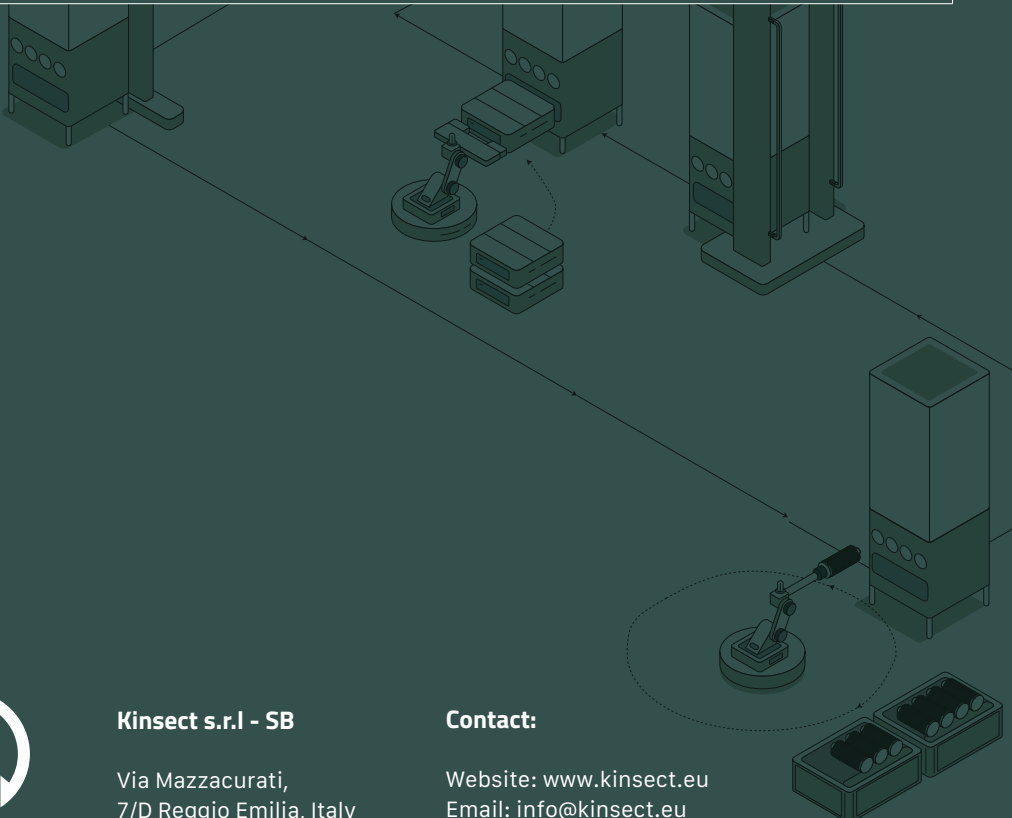 Kinsect s.r.l - SB
Via Mazzacurati,
7/D Reggio Emilia, Italy
Contact:
Website: www.kinsect.eu
Email: info@kinsect.eu